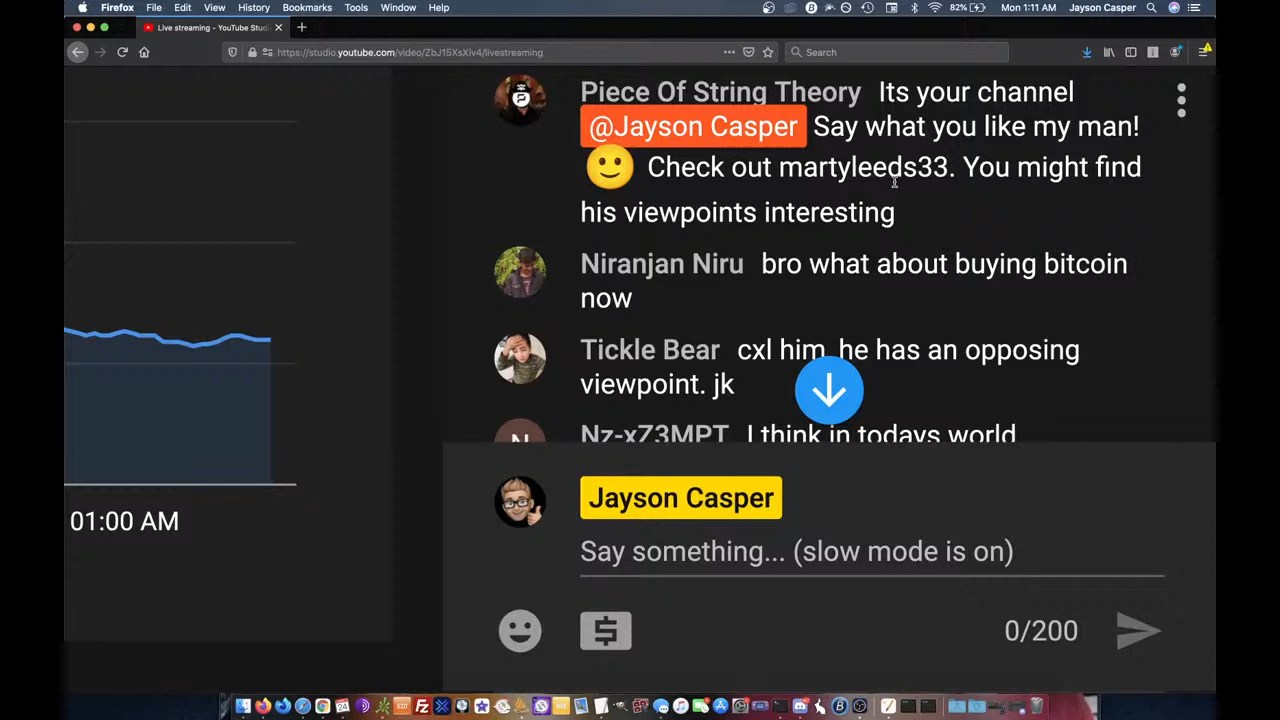 Firefox File Edit View History Bookmarks Tools Window Help 82% Mon 1:11 AM Jayson Casper
Live streaming - YouTube Stud
https://studio.youtube.com/video/ZbJ15XsXiv4/livestreaming Search
Piece Of String Theory Its your channel
@Jayson Casper Say what you like my man!
Check out martyleeds33. You might find
his viewpoints interesting
Niranjan Niru bro what about buying bitcoin
now
Tickle Bear cxl him, he has an opposing
viewpoint. jk
N Nz-xZ3MPT I think in todays world
Jayson Casper
01:00 AM
Say something... (slow mode is on)
0/200